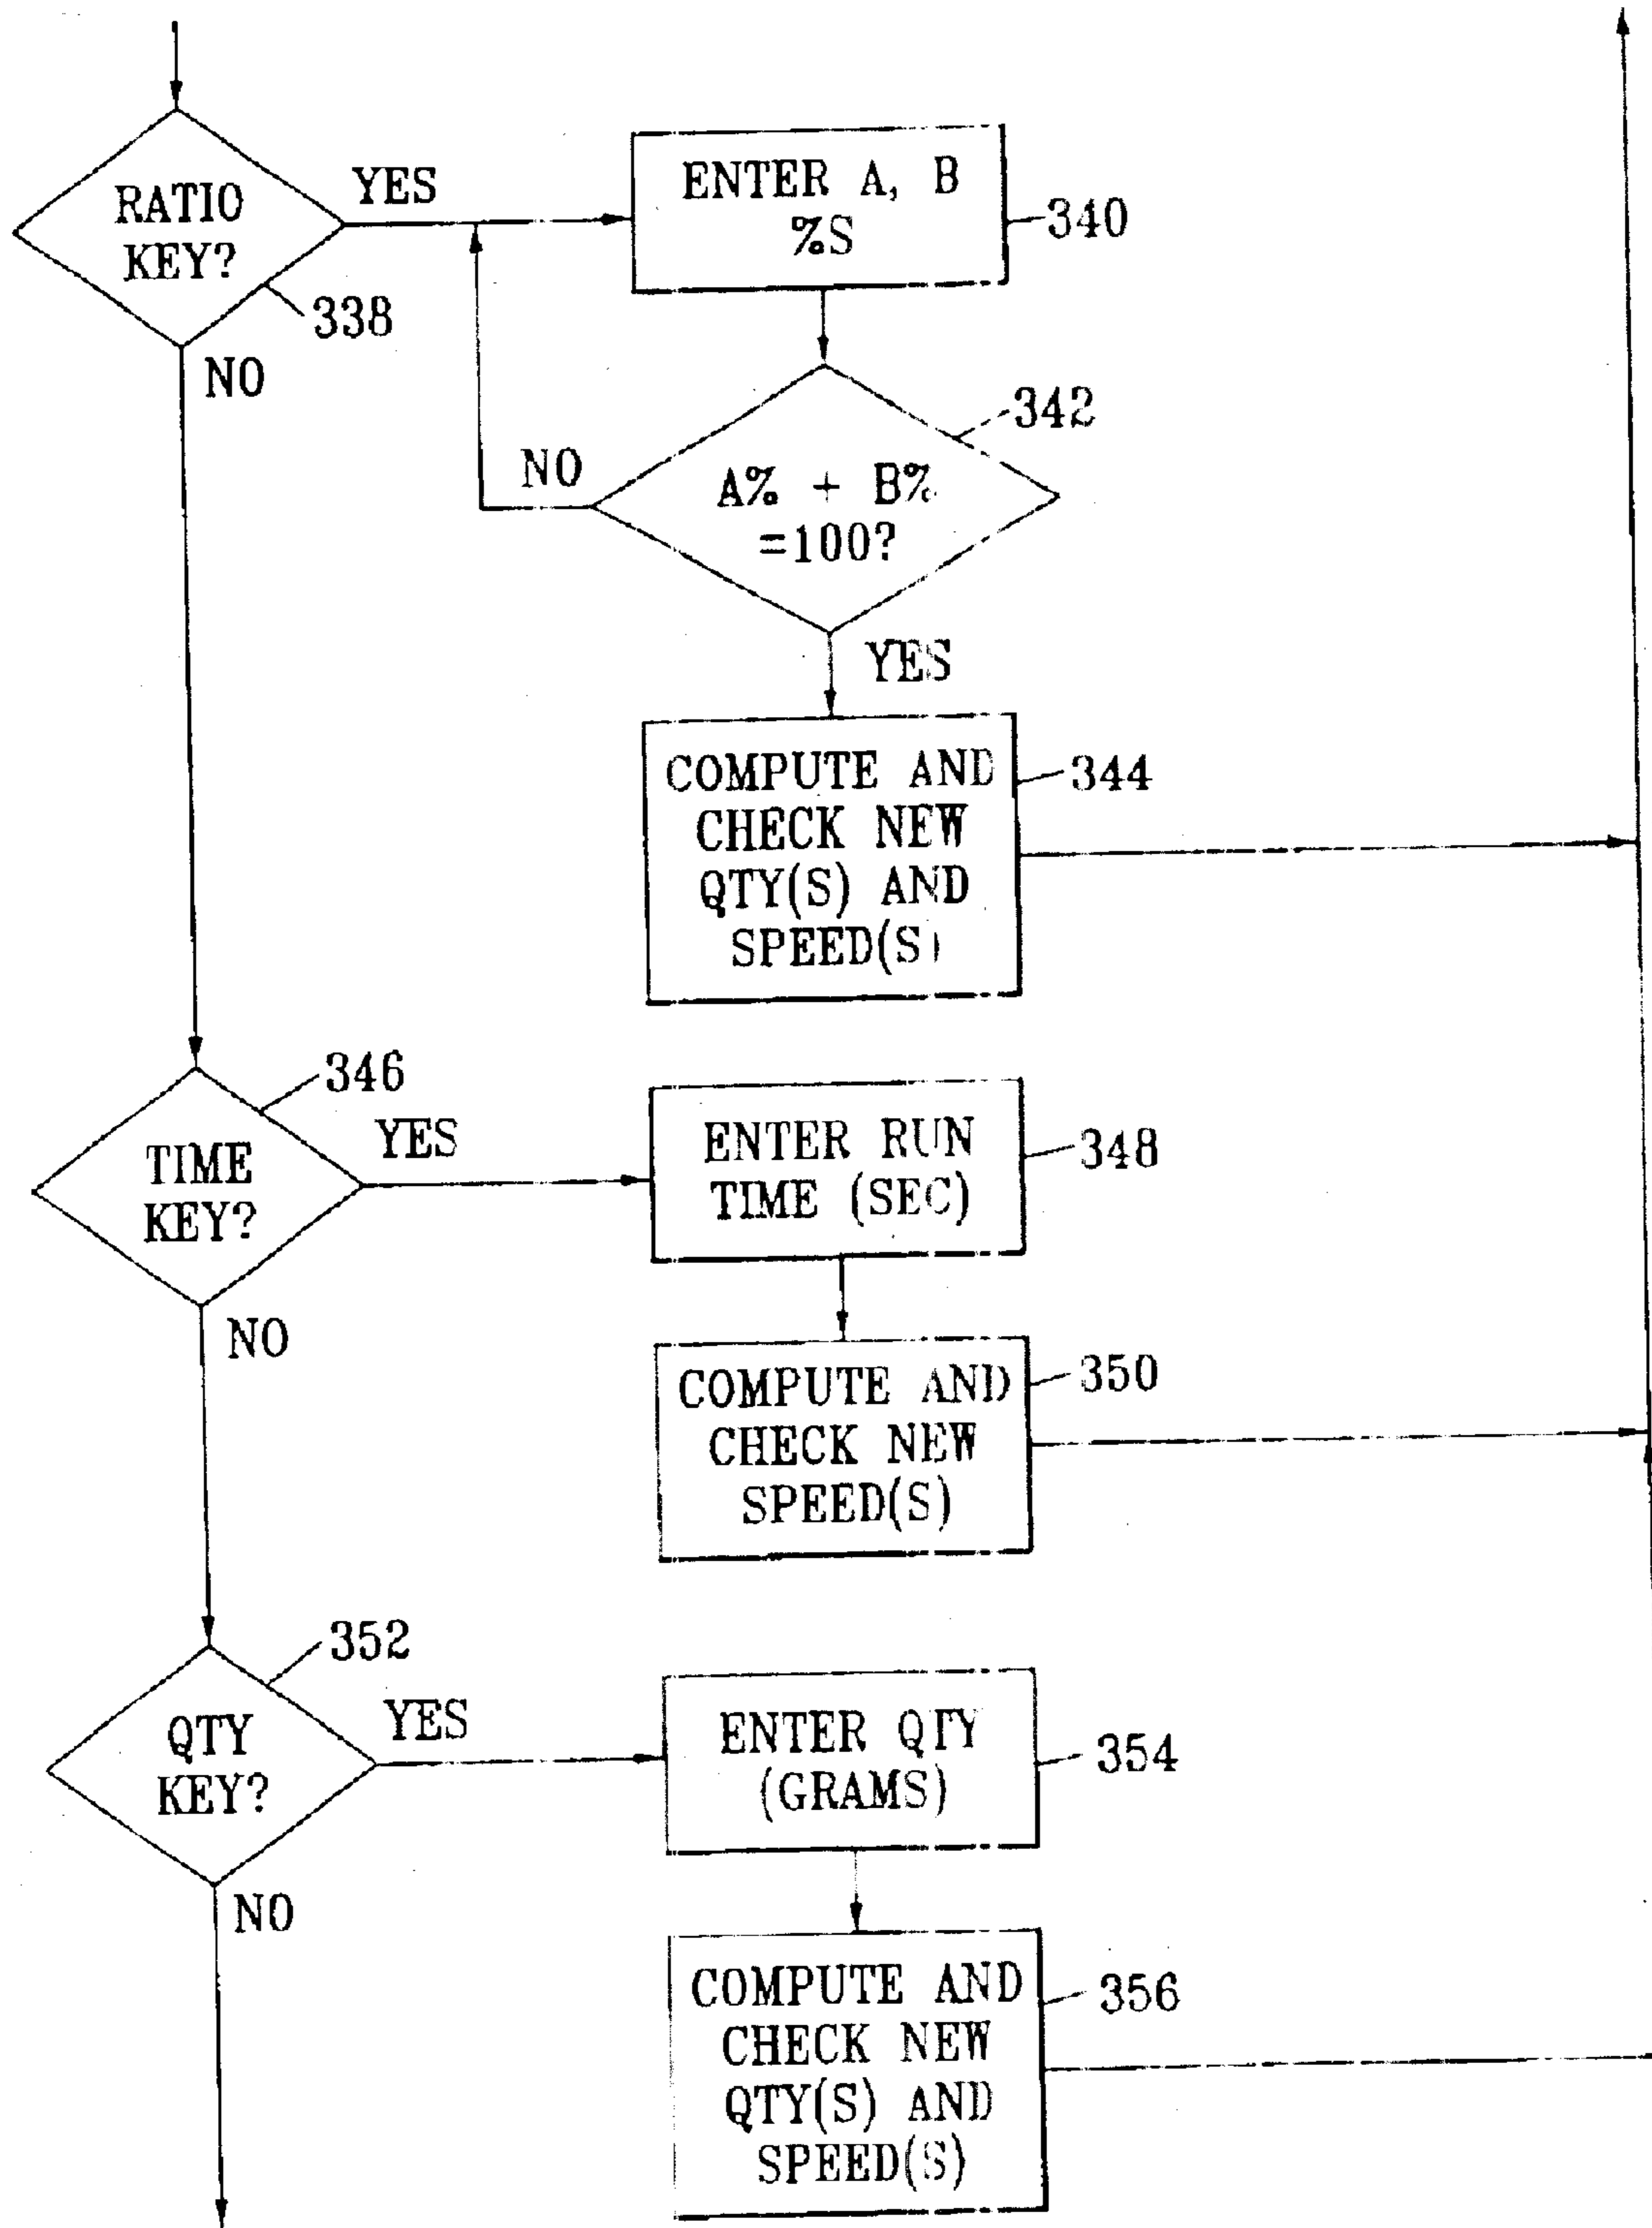 RATIO
KEY?
YES
338
NO
ENTER A, B
%S
340
342
A% + B%
=100?
NO
YES
COMPUTE AND
CHECK NEW
QTY(S) AND
SPEED(S)
344
346
TIME
KEY?
YES
NO
ENTER RUN
TIME (SEC)
348
COMPUTE AND
CHECK NEW
SPEED(S)
350
352
QTY
KEY?
YES
NO
ENTER QTY
(GRAMS)
354
COMPUTE AND
CHECK NEW
QTY(S) AND
SPEED(S)
356